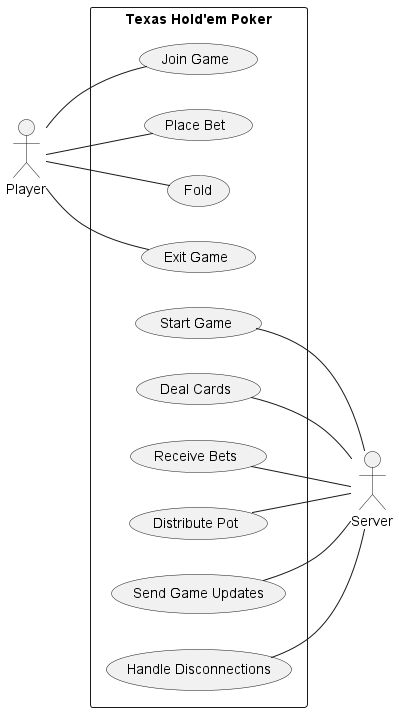 Texas Hold'em Poker
Join Game
Place Bet
Player
Fold
Exit Game
Start Game
Deal Cards
Receive Bets
Server
Distribute Pot
Send Game Updates
Handle Disconnections